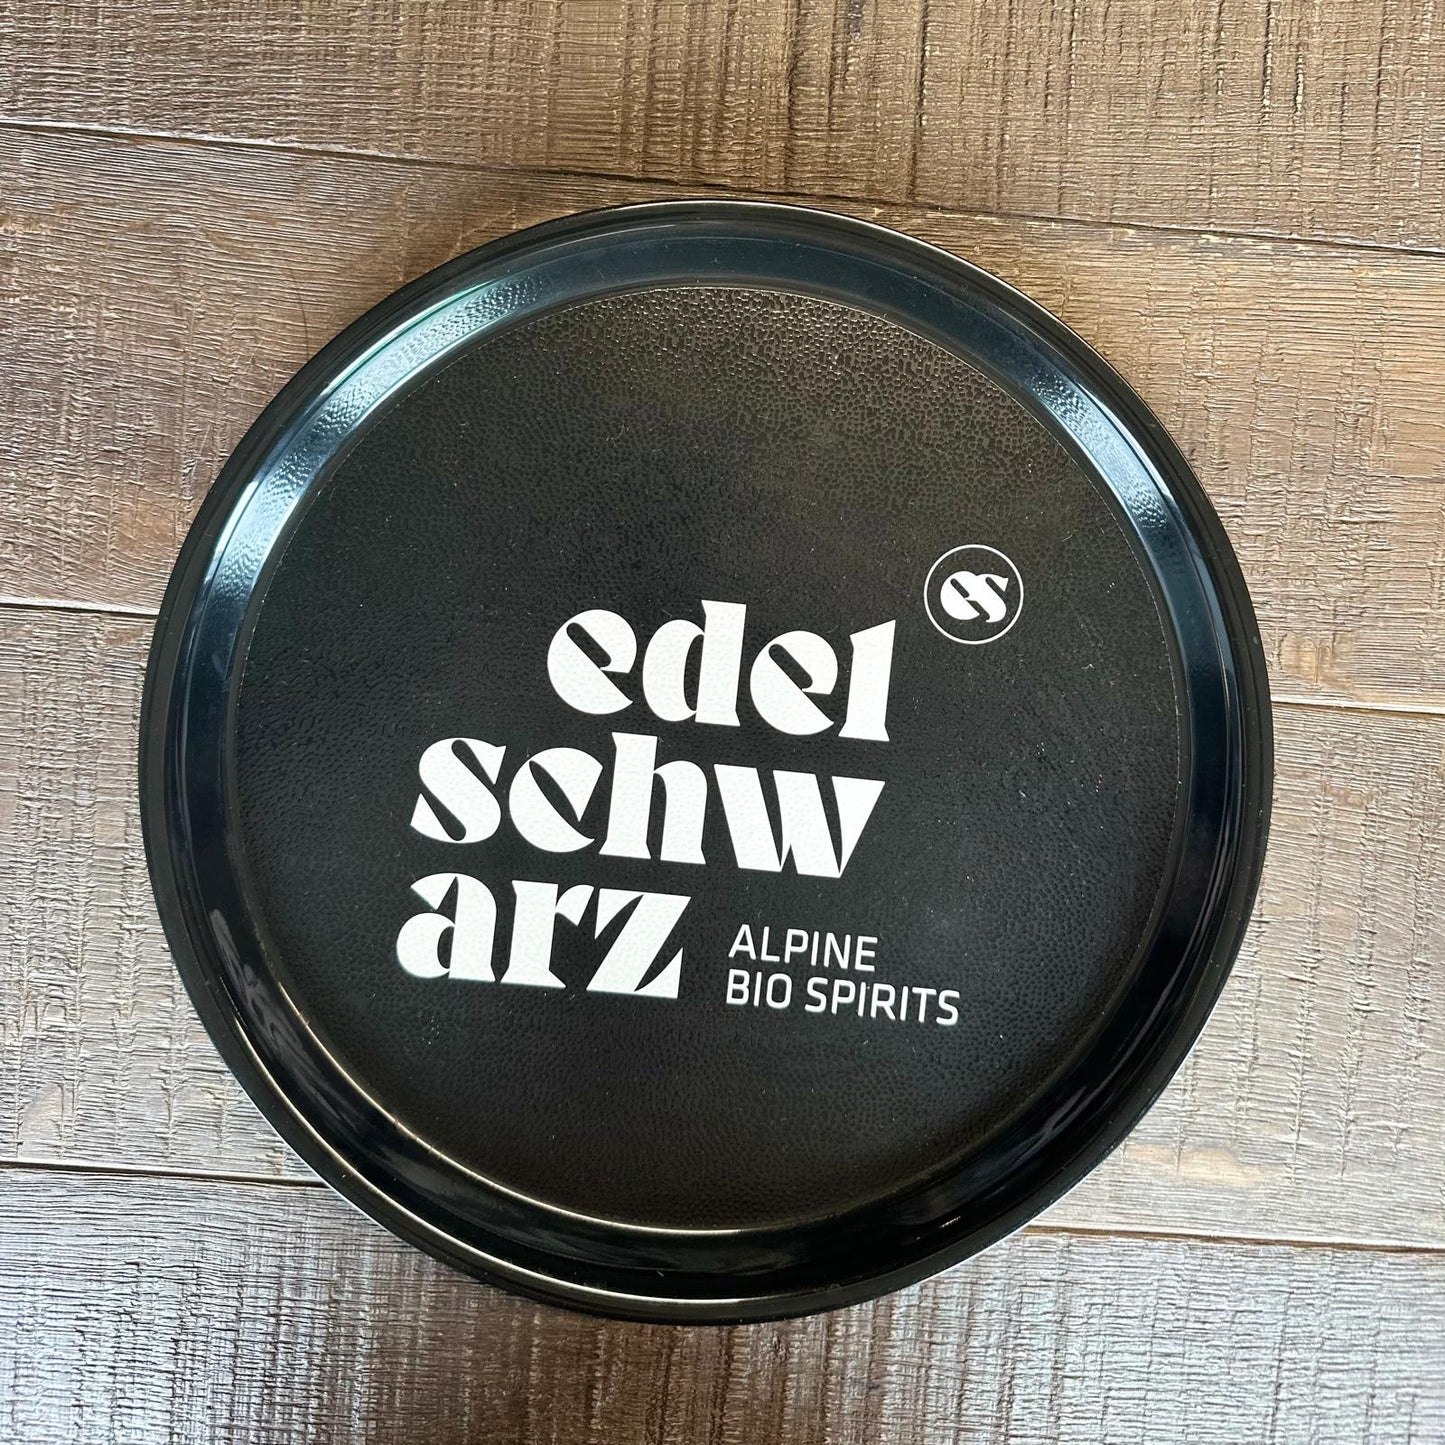 es
edel
schw
arz
ALPINE
BIO SPIRITS